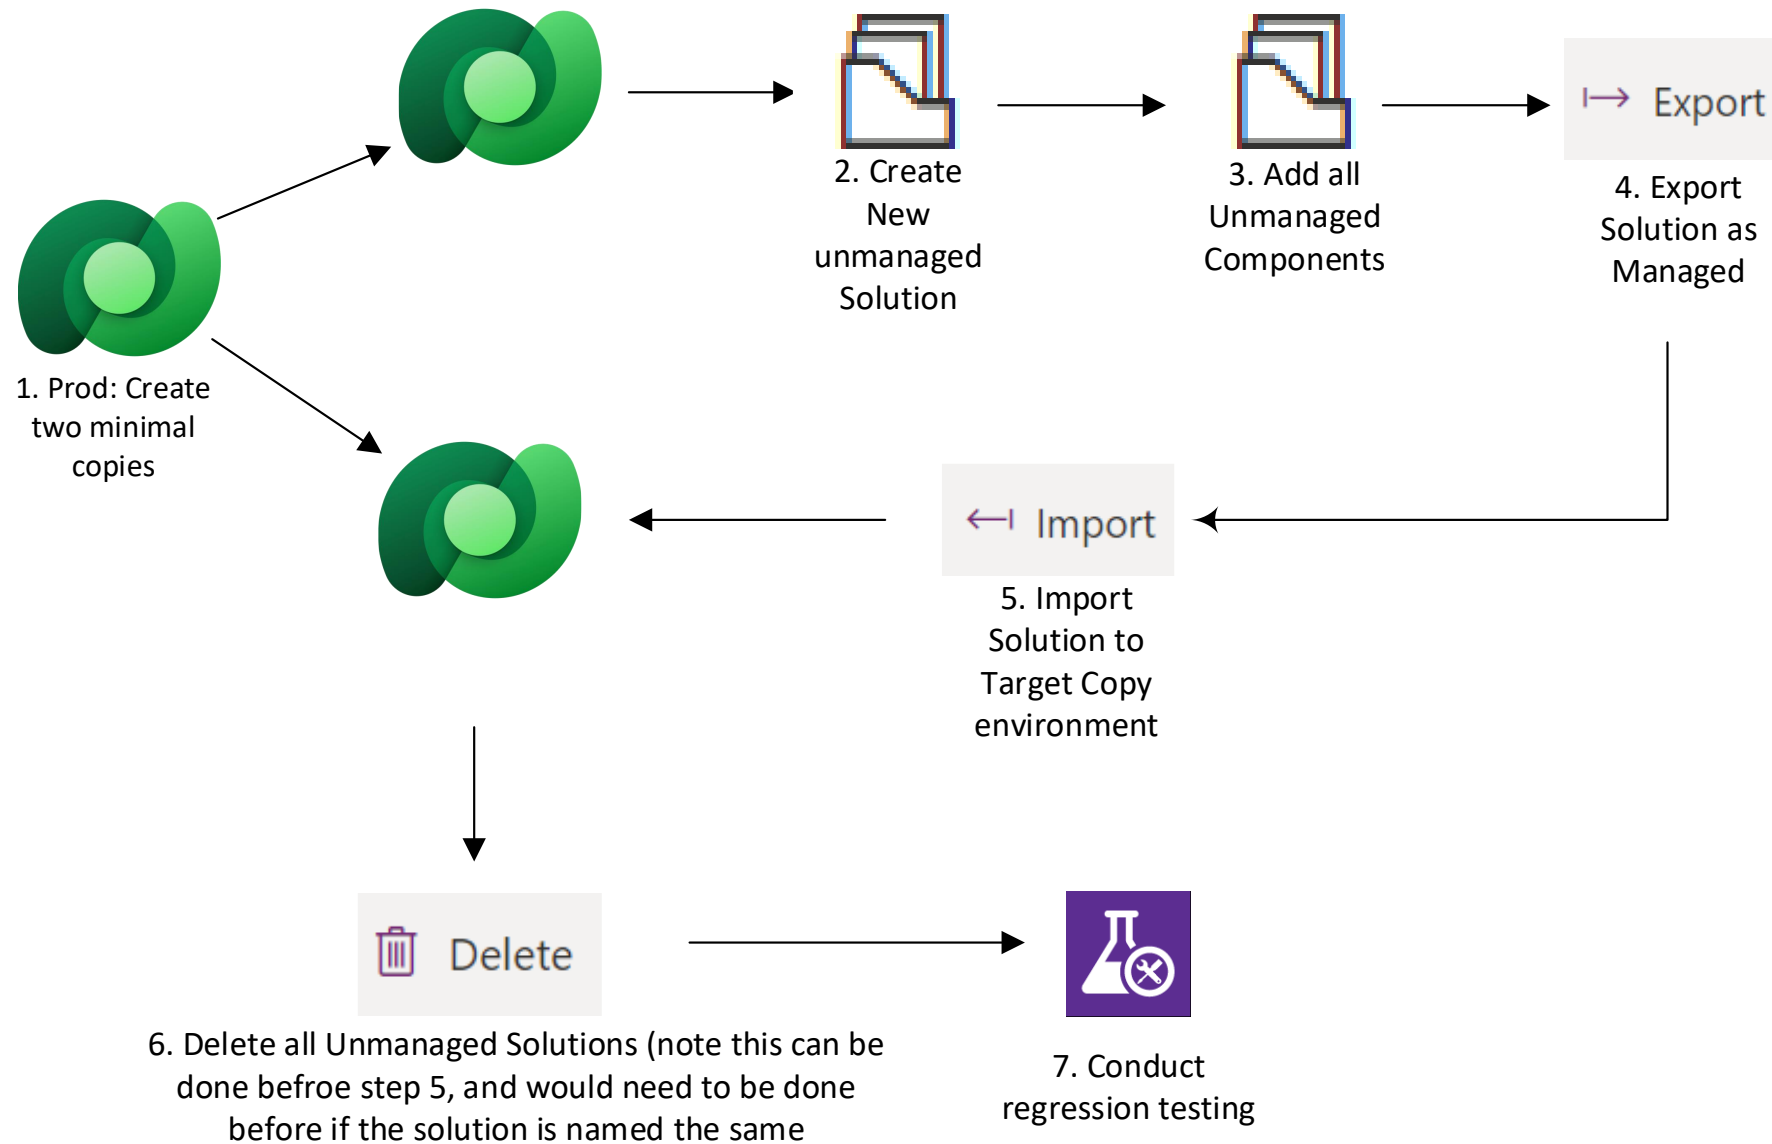 1. Prod: Create
two minimal
copies
2. Create
New
unmanaged
Solution
3. Add all
Unmanaged
Components
Export
4. Export
Solution as
Managed
Import
5. Import
Solution to
Target Copy
environment
Delete
6. Delete all Unmanaged Solutions (note this can be
done befroe step 5, and would need to be done
before if the solution is named the same
7. Conduct
regression testing